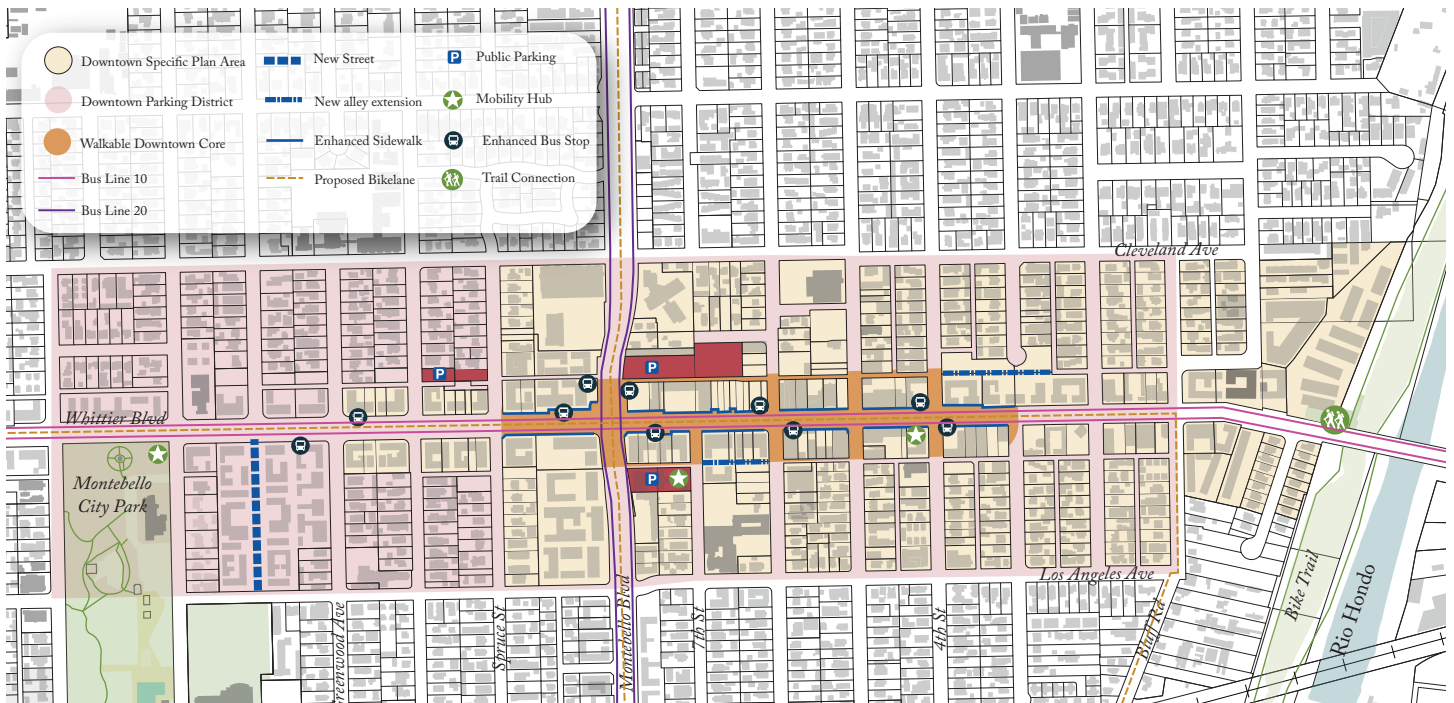 Downtown Specific Plan Area
New Street
P
Public Parking
Downtown Parking District
New alley extension
Mobility Hub
Walkable Downtown Core
Enhanced Sidewalk
Enhanced Bus Stop
Bus Line 10
Proposed Bikelane
Trail Connection
Bus Line 20
Cleveland Ave
P
P
Whittier Blvd
Montebello
City Park
P
Los Angeles Ave
Greenwood Ave
Spruce St
Montebello Blvd
7th St
4th St
Bluff Rd
Bike Trail
Rio Hondo